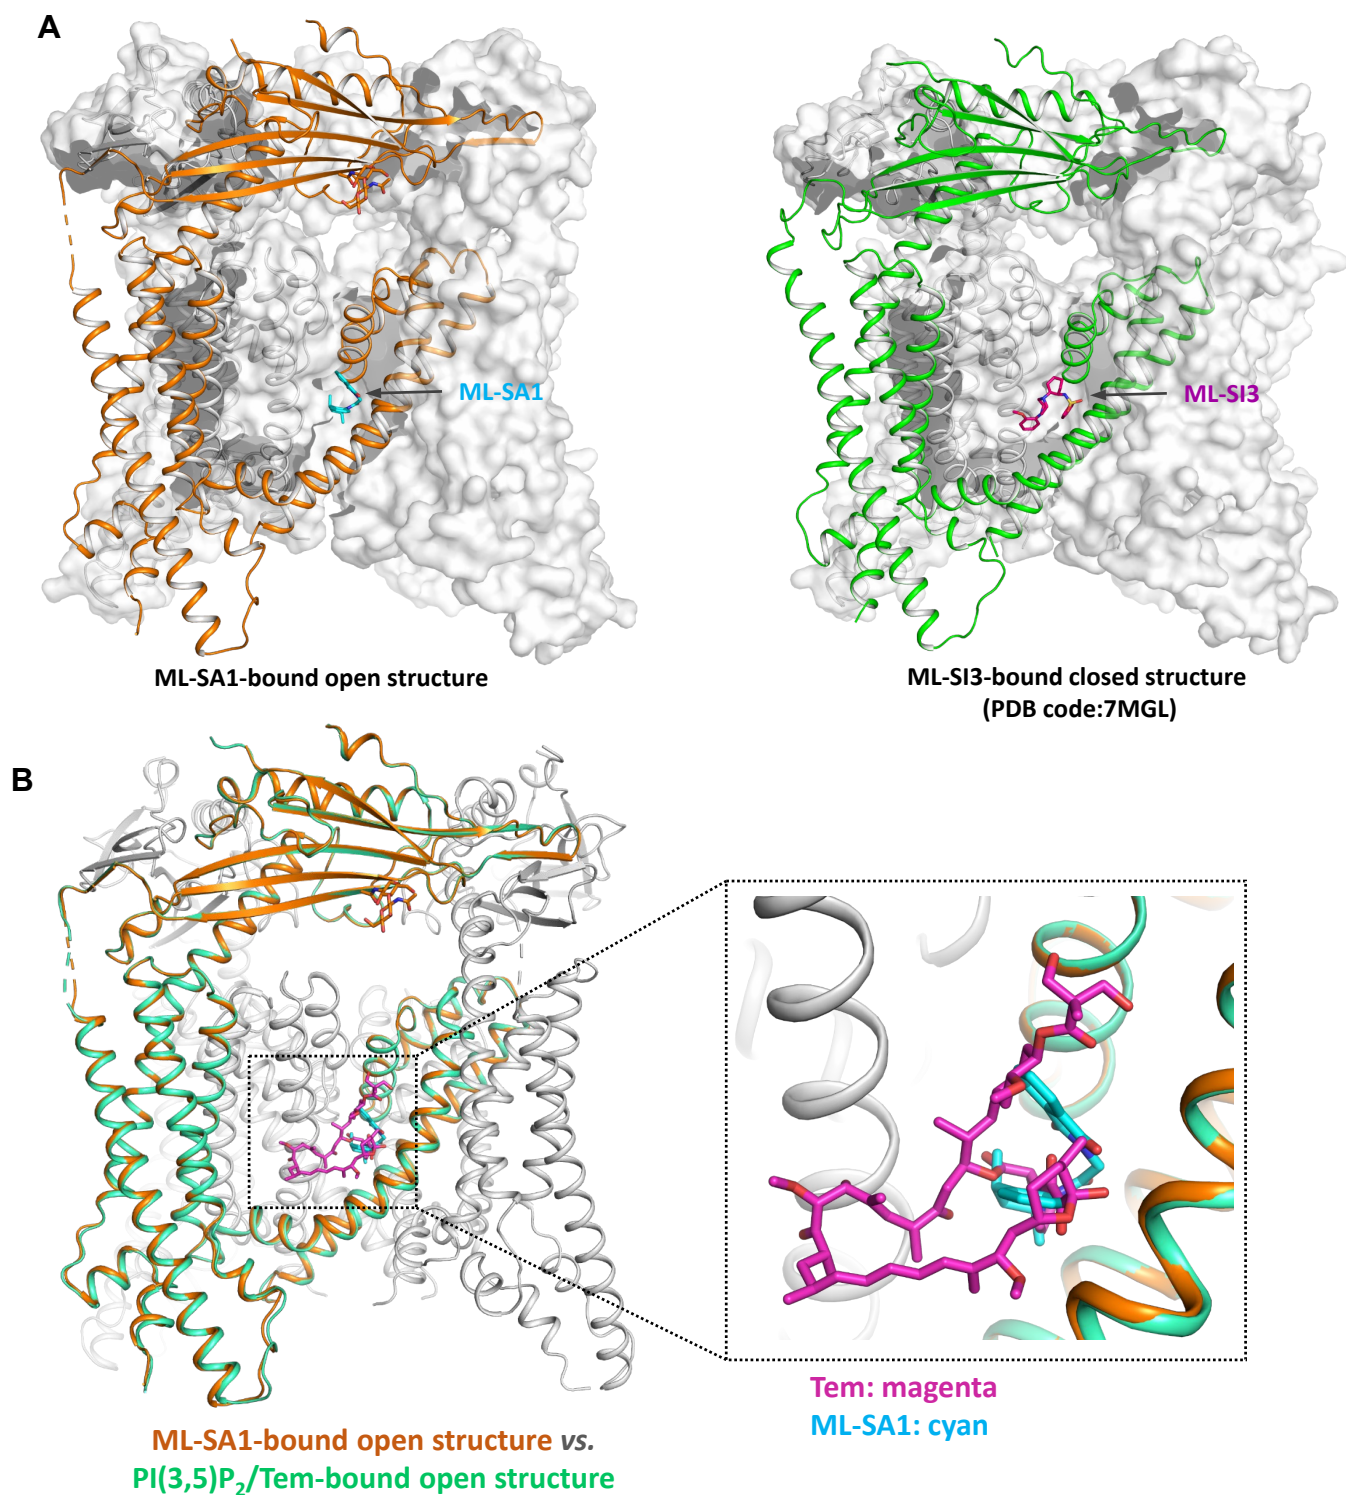 A
ML-SA1
ML-SI3
ML-SA1-bound open structure
ML-SI3-bound closed structure
(PDB code:7MGL)
B
Tem: magenta
ML-SA1: cyan
ML-SA1-bound open structure vs.
PI(3,5)P₂/Tem-bound open structure